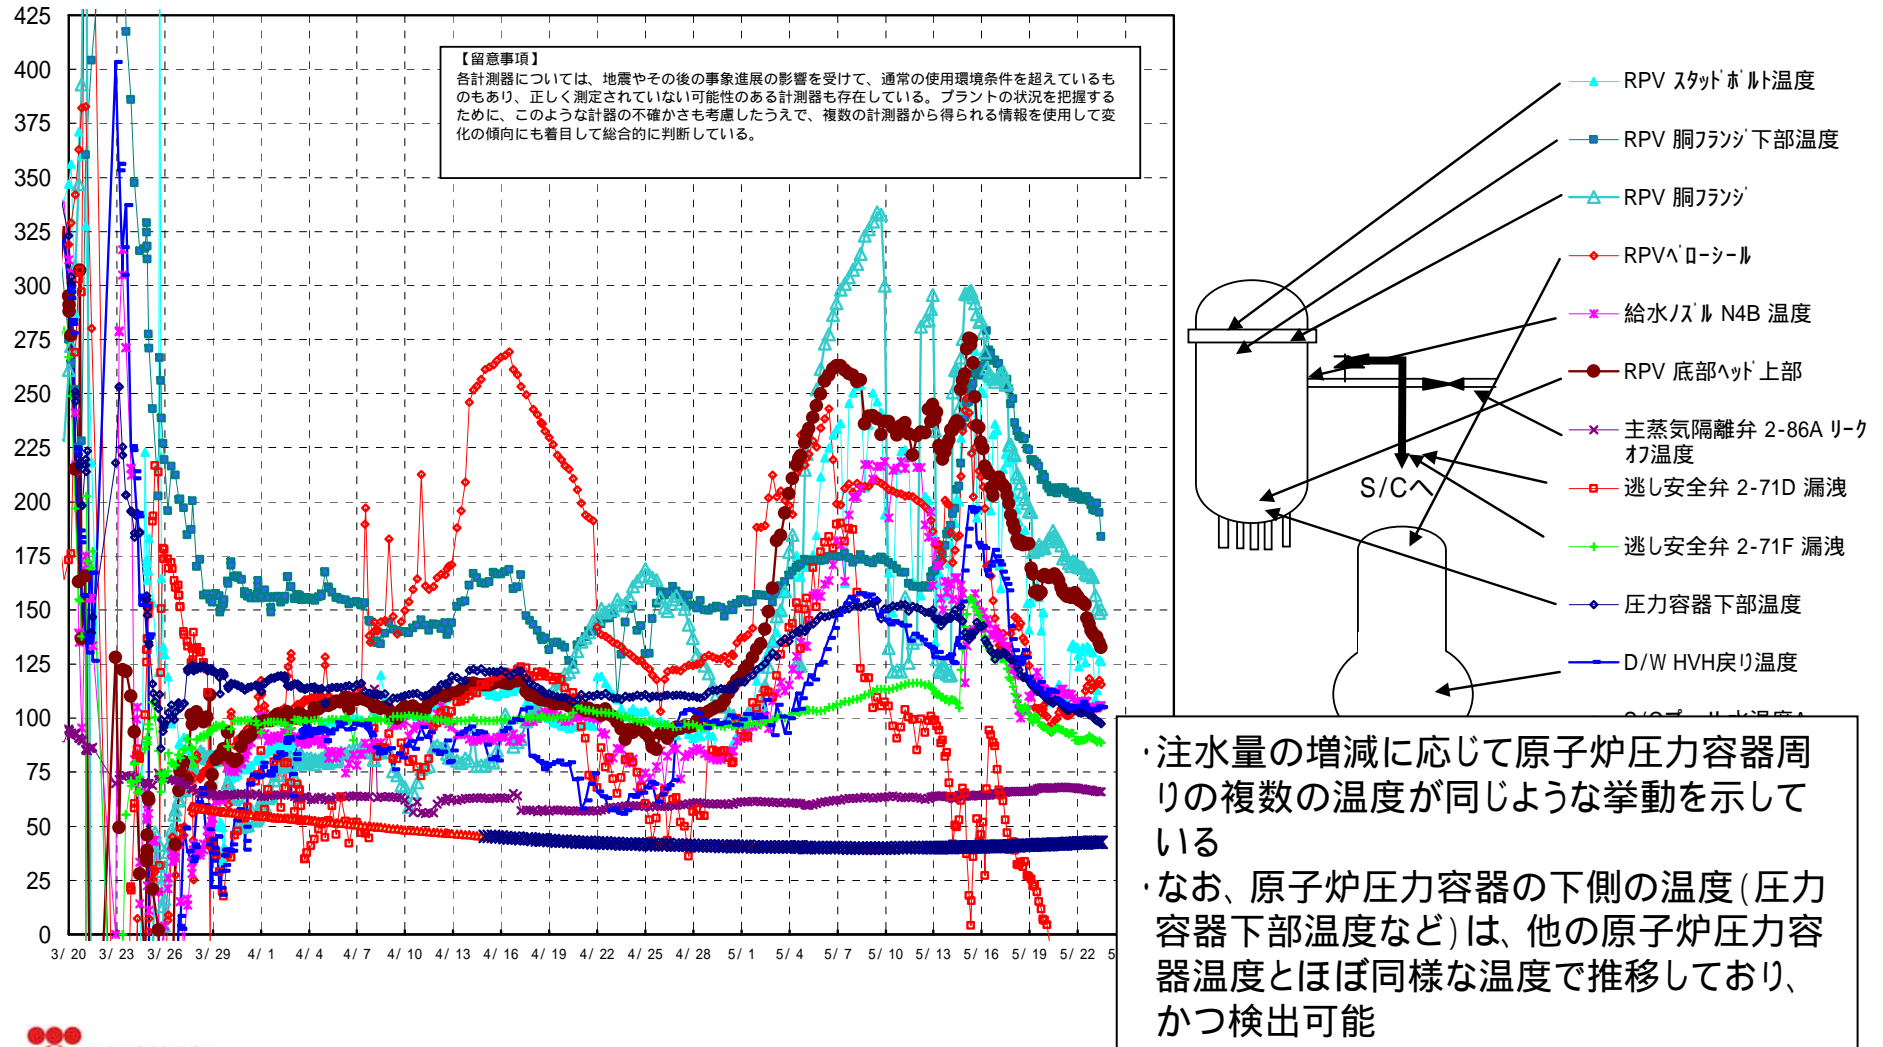 425
400
375
350
325
300
275
250
225
200
175
150
125
100
75
50
25
0
3/ 20 3/ 23 3/ 26 3/ 29 4/ 1 4/ 4 4/ 7 4/ 10 4/ 13 4/ 16 4/ 19 4/ 22 4/ 25 4/ 28 5/ 1 5/ 4 5/ 7 5/ 10 5/ 13 5/ 16 5/ 19 5/ 22
【留意事項】
各計測器については、地震やその後の事象進展の影響を受けて、通常の使用環境条件を超えているも
のもあり、正しく測定されていない可能性のある計測器も存在している。プラントの状況を把握する
ために、このような計器の不確かさも考慮したうえで、複数の計測器から得られる情報を使用して変
化の傾向にも着目して総合的に判断している。
RPV ｽﾀｯﾄﾞﾎﾞﾙﾄ温度
RPV 胴ﾌﾗﾝｼﾞ下部温度
RPV 胴ﾌﾗﾝｼﾞ
RPVﾍﾞﾛｰｼｰﾙ
給水ﾉｽﾞﾙ N4B 温度
RPV 底部ﾍｯﾄﾞ上部
主蒸気隔離弁 2-86A ﾘｰｸ
ｵﾌ温度
逃し安全弁 2-71D 漏洩
逃し安全弁 2-71F 漏洩
圧力容器下部温度
D/W HVH戻り温度
S/Cへ
・注水量の増減に応じて原子炉圧力容器周
りの複数の温度が同じような挙動を示して
いる
・なお、原子炉圧力容器の下側の温度(圧力
容器下部温度など)は、他の原子炉圧力容
器温度とほぼ同様な温度で推移しており、
かつ検出可能